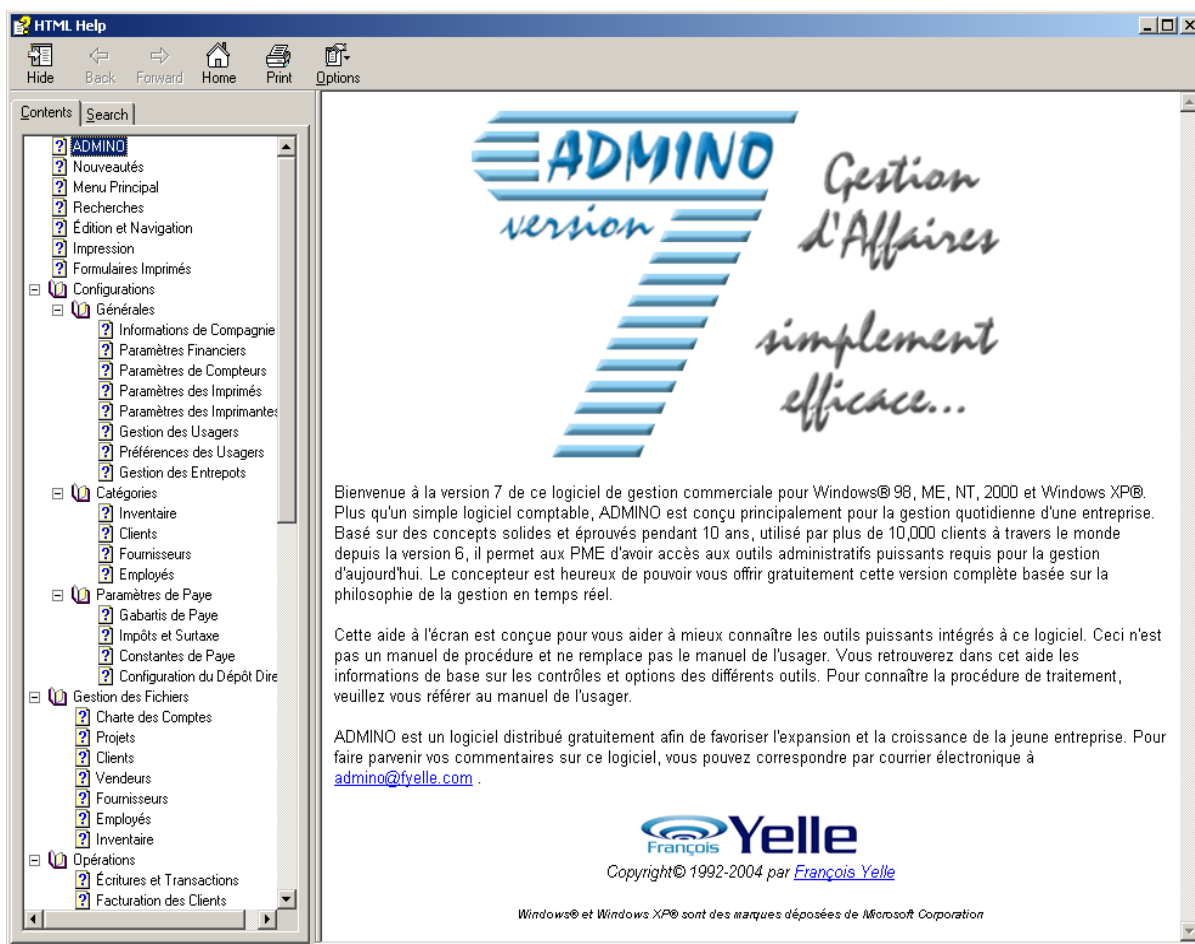 HTML Help
Hide Back Forward Home Print Options
Contents Search
ADMINO
Nouveautés
Menu Principal
Recherches
Édition et Navigation
Impression
Formulaires Imprimés
Configurations
Générales
Informations de Compagnie
Paramètres Financiers
Paramètres de Compteurs
Paramètres des Imprimés
Paramètres des Imprimantes
Gestion des Usagers
Préférences des Usagers
Gestion des Entrepots
Catégories
Inventaire
Clients
Fournisseurs
Employés
Paramètres de Paye
Gabartis de Paye
Impôts et Surtaxe
Constantes de Paye
Configuration du Dépôt Dire
Gestion des Fichiers
Charte des Comptes
Projets
Clients
Vendeurs
Fournisseurs
Employés
Inventaire
Opérations
Écritures et Transactions
Facturation des Clients
ADMINO
version 7
Gestion
d'Affaires
simplement
efficace...
Bienvenue à la version 7 de ce logiciel de gestion commerciale pour Windows® 98, ME, NT, 2000 et Windows XP®.
Plus qu'un simple logiciel comptable, ADMINO est conçu principalement pour la gestion quotidienne d'une entreprise.
Basé sur des concepts solides et éprouvés pendant 10 ans, utilisé par plus de 10,000 clients à travers le monde
depuis la version 6, il permet aux PME d'avoir accès aux outils administratifs puissants requis pour la gestion
d'aujourd'hui. Le concepteur est heureux de pouvoir vous offrir gratuitement cette version complète basée sur la
philosophie de la gestion en temps réel.
Cette aide à l'écran est conçue pour vous aider à mieux connaître les outils puissants intégrés à ce logiciel. Ceci n'est
pas un manuel de procédure et ne remplace pas le manuel de l'usager. Vous retrouverez dans cet aide les
informations de base sur les contrôles et options des différents outils. Pour connaître la procédure de traitement,
veuillez vous référer au manuel de l'usager.
ADMINO est un logiciel distribué gratuitement afin de favoriser l'expansion et la croissance de la jeune entreprise. Pour
faire parvenir vos commentaires sur ce logiciel, vous pouvez correspondre par courrier électronique à
admino@fyelle.com .
François Yelle
Copyright© 1992-2004 par François Yelle
Windows® et Windows XP® sont des marques déposées de Microsoft Corporation